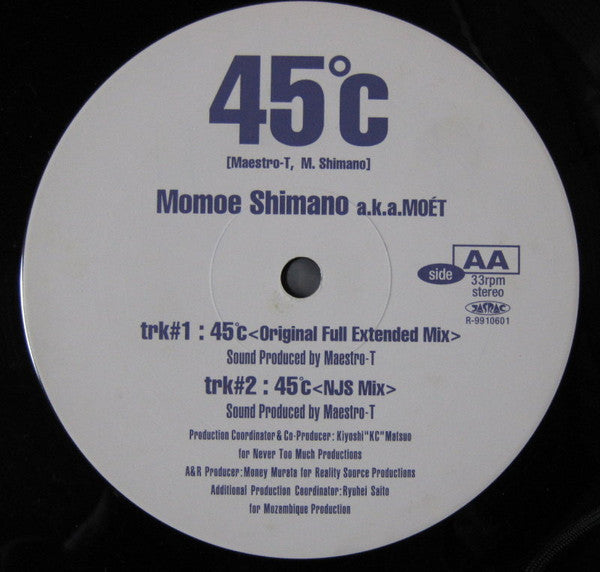 45°C
[Maestro-T, M. Shimano]
Momoe Shimano a.k.a.MOÉT
side AA
33rpm
stereo
JASRAC
R-9910601
trk#1 : 45°C<Original Full Extended Mix>
Sound Produced by Maestro-T
trk#2 : 45°C<NJS Mix>
Sound Produced by Maestro-T
Production Coordinator & Co-Producer : Kiyoshi"KC"Matsuo
for Never Too Much Productions
A&R Producer : Money Murata for Reality Source Productions
Additional Production Coordinator : Ryuhei Saito
for Mozambique Production